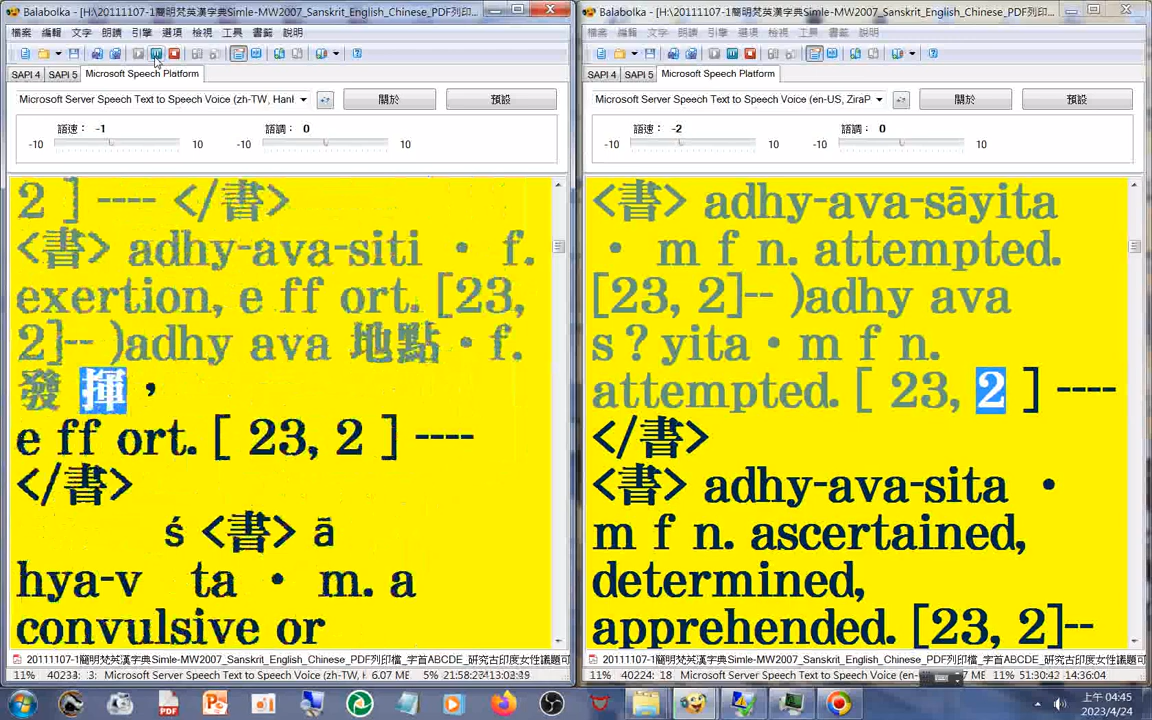 Balabolka - [H:\20111107-1簡明梵英漢字典Simle-MW2007_Sanskrit_English_Chinese_PDF列印...
檔案 編輯 文字 朗讀 引擎 選項 檢視 工具 書籤 說明
SAPI 4 SAPI 5 Microsoft Speech Platform
Microsoft Server Speech Text to Speech Voice (zh-TW, Hanl
關於 預設
語速: -1 語調: 0
-10 10 -10 10
2 ] ---- </書>
<書> adhy-ava-siti • f.
exertion, e ff ort. [23,
2]-- )adhy ava 地點 • f.
發 揮 ,
e ff ort. [ 23, 2 ] ----
</書>
ś <書> ā
hya-v ta • m. a
convulsive or
20111107-1簡明梵英漢字典Simle-MW2007_Sanskrit_English_Chinese_PDF列印檔_字首ABCDE_研究古印度女性議題可
11% 40233: 3: Microsoft Server Speech Text to Speech Voice (zh-TW, 6.07 MB 5%
Balabolka - [H:\20111107-1簡明梵英漢字典Simle-MW2007_Sanskrit_English_Chinese_PDF列印...
檔案 編輯 文字 朗讀 引擎 選項 檢視 工具 書籤 說明
SAPI 4 SAPI 5 Microsoft Speech Platform
Microsoft Server Speech Text to Speech Voice (en-US, ZiraP
關於 預設
語速: -2 語調: 0
-10 10 -10 10
<書> adhy-ava-sāyita
• m f n. attempted.
[23, 2]-- )adhy ava
s ? yita • m f n.
attempted. [ 23, 2 ] ----
</書>
<書> adhy-ava-sita •
m f n. ascertained,
determined,
apprehended. [23, 2]--
20111107-1簡明梵英漢字典Simle-MW2007_Sanskrit_English_Chinese_PDF列印檔_字首ABCDE_研究古印度女性議題可
11% 40224: 18 Microsoft Server Speech Text to Speech Voice 11% 51:30:42 14:36:04
PDF
上午 04:45
2023/4/24